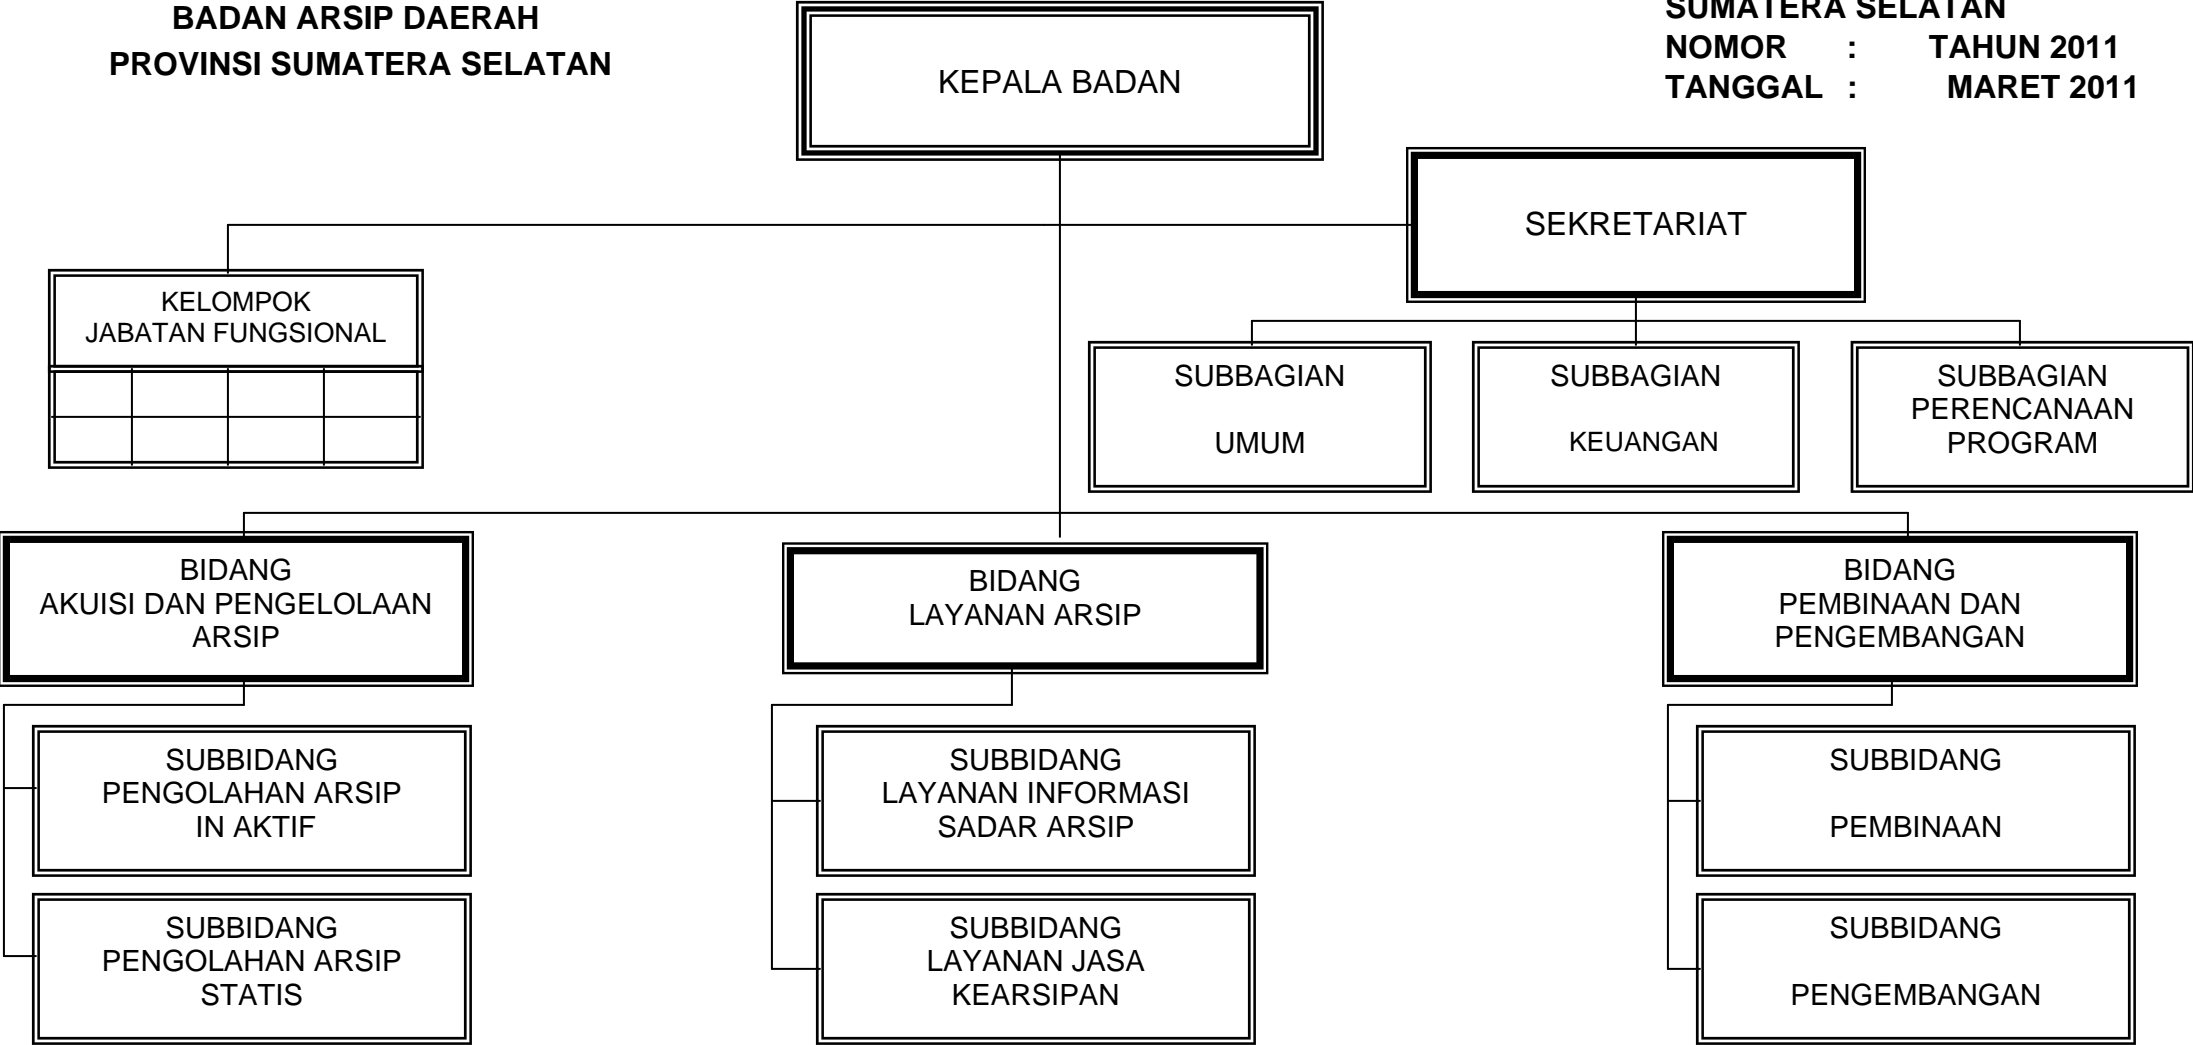 BADAN ARSIP DAERAH
PROVINSI SUMATERA SELATAN
SUMATERA SELATAN
NOMOR : TAHUN 2011
TANGGAL : MARET 2011
KEPALA BADAN
SEKRETARIAT
KELOMPOK
JABATAN FUNGSIONAL
SUBBAGIAN
UMUM
SUBBAGIAN
KEUANGAN
SUBBAGIAN
PERENCANAAN
PROGRAM
BIDANG
AKUISI DAN PENGELOLAAN
ARSIP
BIDANG
LAYANAN ARSIP
BIDANG
PEMBINAAN DAN
PENGEMBANGAN
SUBBIDANG
PENGOLAHAN ARSIP
IN AKTIF
SUBBIDANG
LAYANAN INFORMASI
SADAR ARSIP
SUBBIDANG
PEMBINAAN
SUBBIDANG
PENGOLAHAN ARSIP
STATIS
SUBBIDANG
LAYANAN JASA
KEARSIPAN
SUBBIDANG
PENGEMBANGAN